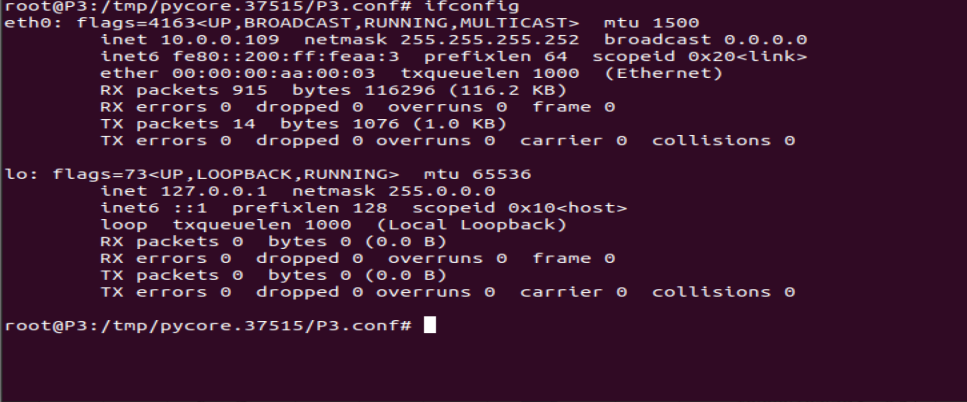 root@P3:/tmp/pycore.37515/P3.conf# ifconfig
eth0: flags=4163<UP,BROADCAST,RUNNING,MULTICAST>  mtu 1500
        inet 10.0.0.109  netmask 255.255.255.252  broadcast 0.0.0.0
        inet6 fe80::200:ff:feaa:3  prefixlen 64  scopeid 0x20<link>
        ether 00:00:00:aa:00:03  txqueuelen 1000  (Ethernet)
        RX packets 915  bytes 116296 (116.2 KB)
        RX errors 0  dropped 0  overruns 0  frame 0
        TX packets 14  bytes 1076 (1.0 KB)
        TX errors 0  dropped 0 overruns 0  carrier 0  collisions 0

lo: flags=73<UP,LOOPBACK,RUNNING>  mtu 65536
        inet 127.0.0.1  netmask 255.0.0.0
        inet6 ::1  prefixlen 128  scopeid 0x10<host>
        loop  txqueuelen 1000  (Local Loopback)
        RX packets 0  bytes 0 (0.0 B)
        RX errors 0  dropped 0  overruns 0  frame 0
        TX packets 0  bytes 0 (0.0 B)
        TX errors 0  dropped 0 overruns 0  carrier 0  collisions 0

root@P3:/tmp/pycore.37515/P3.conf#